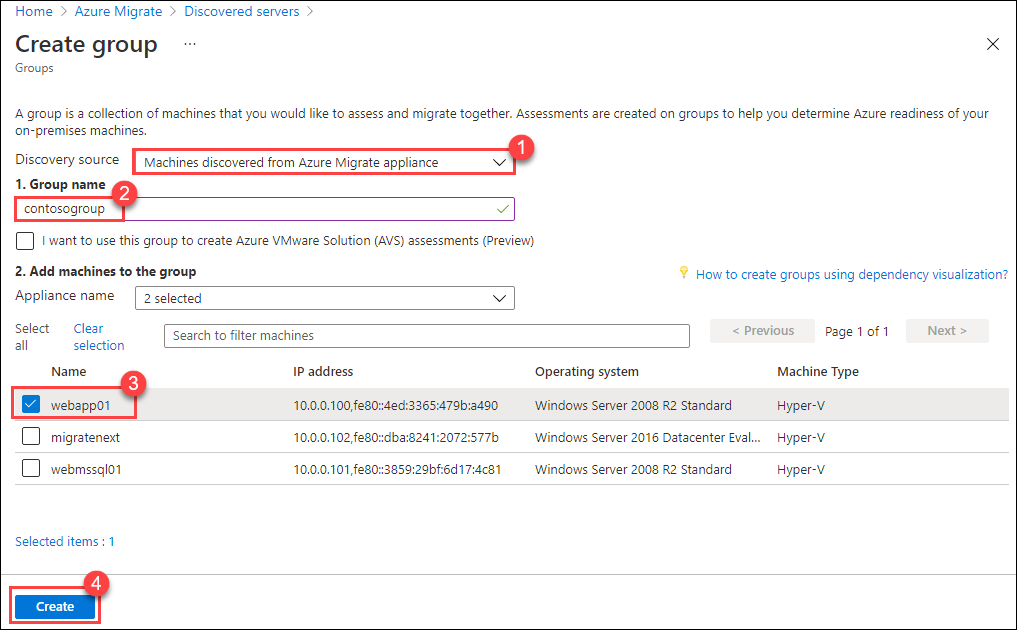 Home > Azure Migrate > Discovered servers >
Create group ...
Groups
A group is a collection of machines that you would like to assess and migrate together. Assessments are created on groups to help you determine Azure readiness of your
on-premises machines.
Discovery source Machines discovered from Azure Migrate appliance 1
1. Group name
2
contosogroup
I want to use this group to create Azure VMware Solution (AVS) assessments (Preview)
2. Add machines to the group
How to create groups using dependency visualization?
Appliance name 2 selected
Select all Clear selection Search to filter machines < Previous Page 1 of 1 Next >
Name IP address Operating system Machine Type
3
webapp01 10.0.0.100,fe80::4ed:3365:479b:a490 Windows Server 2008 R2 Standard Hyper-V
migratenext 10.0.0.102,fe80::dba:8241:2072:577b Windows Server 2016 Datacenter Eval... Hyper-V
webmssql01 10.0.0.101,fe80::3859:29bf:6d17:4c81 Windows Server 2008 R2 Standard Hyper-V
Selected items : 1
4
Create